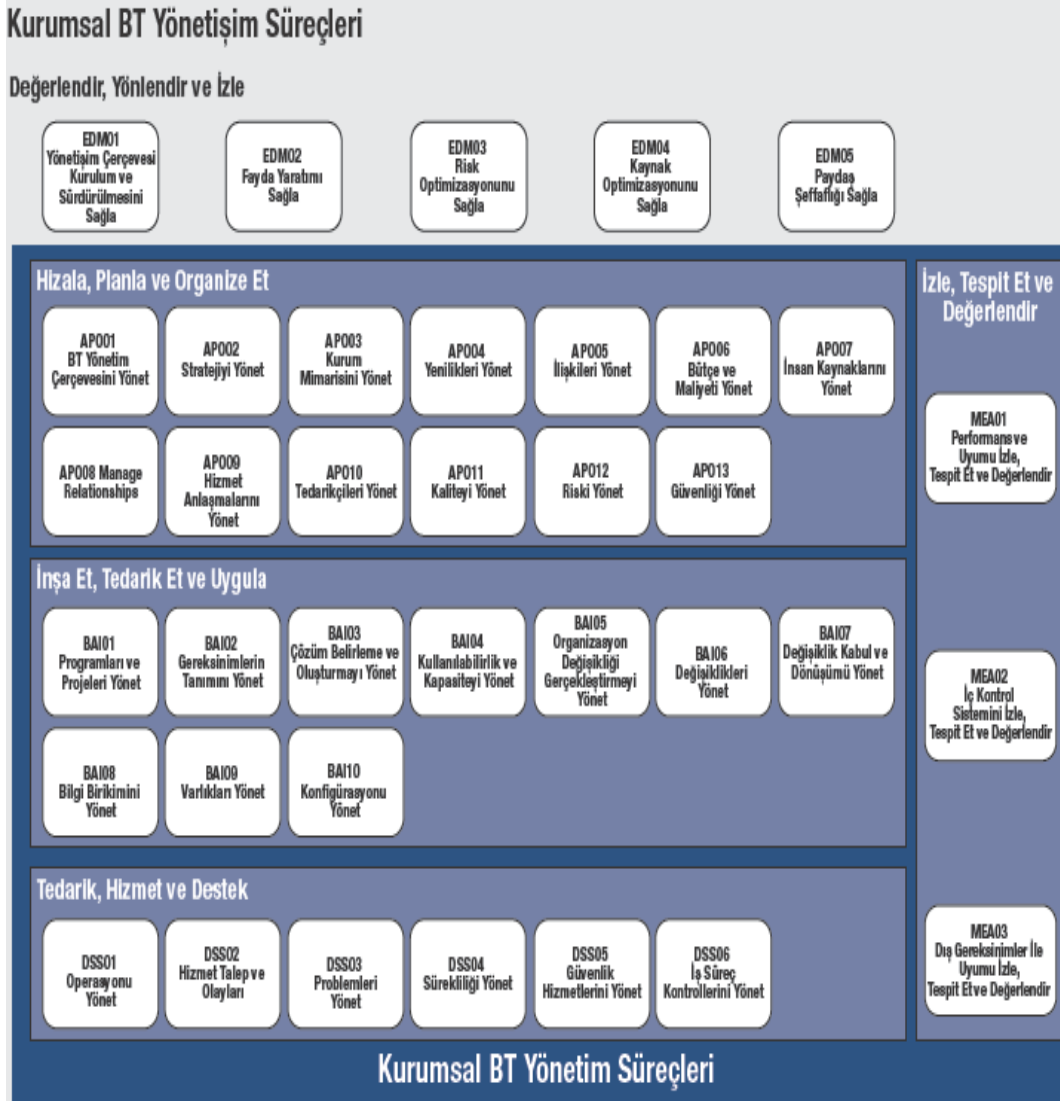 Kurumsal BT Yönetişim Süreçleri
Değerlendir, Yönlendir ve İzle
EDM01
Yönetişim Çerçevesi
Kurulum ve
Sürdürülmesini
Sağla
EDM02
Fayda Yaratımı
Sağla
EDM03
Risk
Optimizasyonunu
Sağla
EDM04
Kaynak
Optimizasyonunu
Sağla
EDM05
Paydaş
Şeffaflığı Sağla
Hizala, Planla ve Organize Et
APO01
BT Yönetim
Çerçevesini Yönet
APO02
Stratejiyi Yönet
APO03
Kurum
Mimarisini Yönet
APO04
Yenilikleri Yönet
APO05
İlişkileri Yönet
APO06
Bütçe ve
Maliyeti Yönet
APO07
İnsan Kaynaklarını
Yönet
APO08 Manage
Relationships
APO09
Hizmet
Anlaşmalarını
Yönet
APO10
Tedarikçileri Yönet
APO11
Kaliteyi Yönet
APO12
Riski Yönet
APO13
Güvenliği Yönet
İnşa Et, Tedarik Et ve Uygula
BAI01
Programları ve
Projeleri Yönet
BAI02
Gereksinimlerin
Tanımını Yönet
BAI03
Çözüm Belirleme ve
Oluşturmayı Yönet
BAI04
Kullanılabilirlik ve
Kapasiteyi Yönet
BAI05
Organizasyon
Değişikliği
Gerçekleştirmeyi
Yönet
BAI06
Değişiklikleri
Yönet
BAI07
Değişiklik Kabul ve
Dönüşümü Yönet
BAI08
Bilgi Birikimini
Yönet
BAI09
Varlıkları Yönet
BAI10
Konfigürasyonu
Yönet
Tedarik, Hizmet ve Destek
DSS01
Operasyonu
Yönet
DSS02
Hizmet Talep ve
Olayları
DSS03
Problemleri
Yönet
DSS04
Sürekliliği Yönet
DSS05
Güvenlik
Hizmetlerini Yönet
DSS06
İş Süreç
Kontrollerini Yönet
İzle, Tespit Et ve
Değerlendir
MEA01
Performans ve
Uyumu İzle,
Tespit Et ve Değerlendir
MEA02
İç Kontrol
Sistemini İzle,
Tespit Et ve Değerlendir
MEA03
Dış Gereksinimler İle
Uyumu İzle,
Tespit Et ve Değerlendir
Kurumsal BT Yönetim Süreçleri